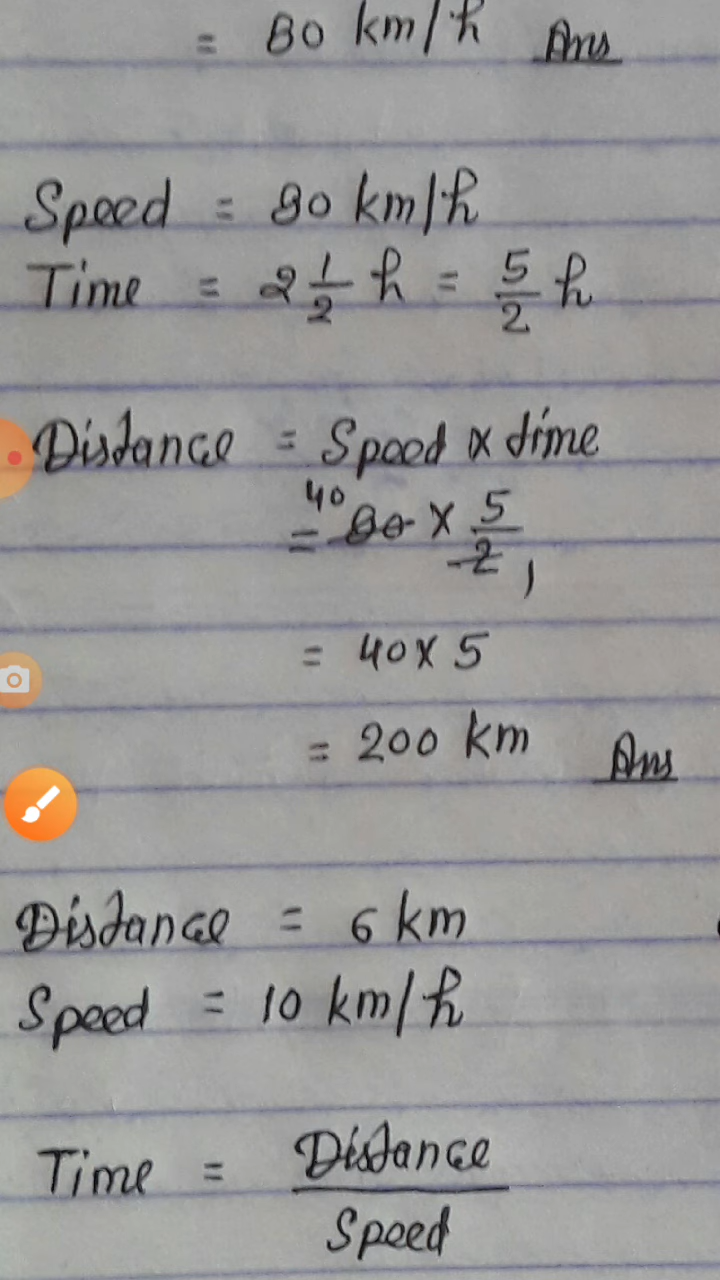 = 80 km/h Ans
Speed = 80 km/h
Time = 2 1/2 h = 5/2 h
Distance = Speed x time
40
= 80 x 5/2,
= 40 x 5
= 200 km Ans
Distance = 6 km
Speed = 10 km/h
Time = Distance/Speed